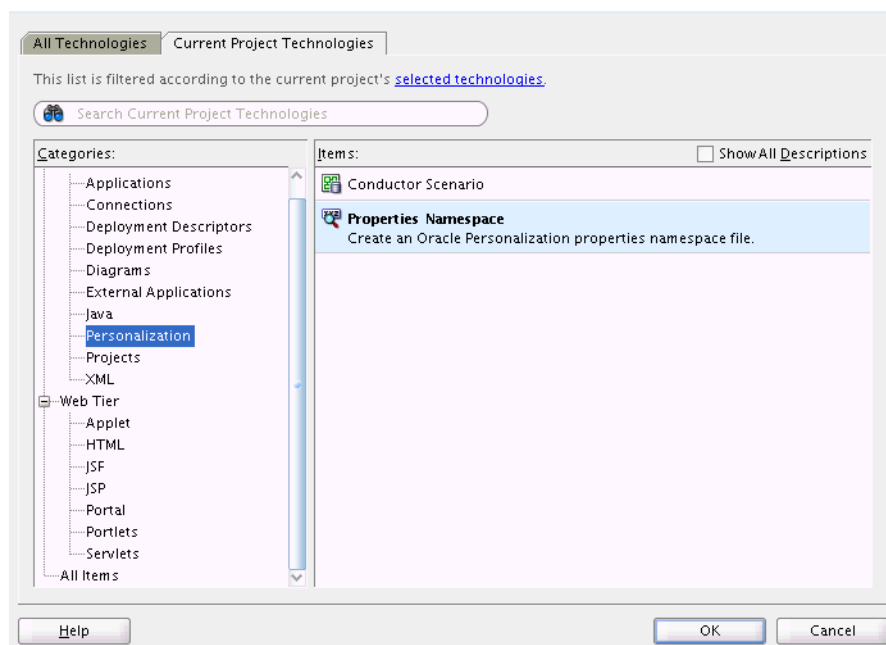 All Technologies
Current Project Technologies
This list is filtered according to the current project's selected technologies.
Search Current Project Technologies
Categories:
Applications
Connections
Deployment Descriptors
Deployment Profiles
Diagrams
External Applications
Java
Personalization
Projects
XML
Web Tier
Applet
HTML
JSF
JSP
Portal
Portlets
Servlets
All Items
Items:
Show All Descriptions
Conductor Scenario
Properties Namespace
Create an Oracle Personalization properties namespace file.
Help
OK
Cancel